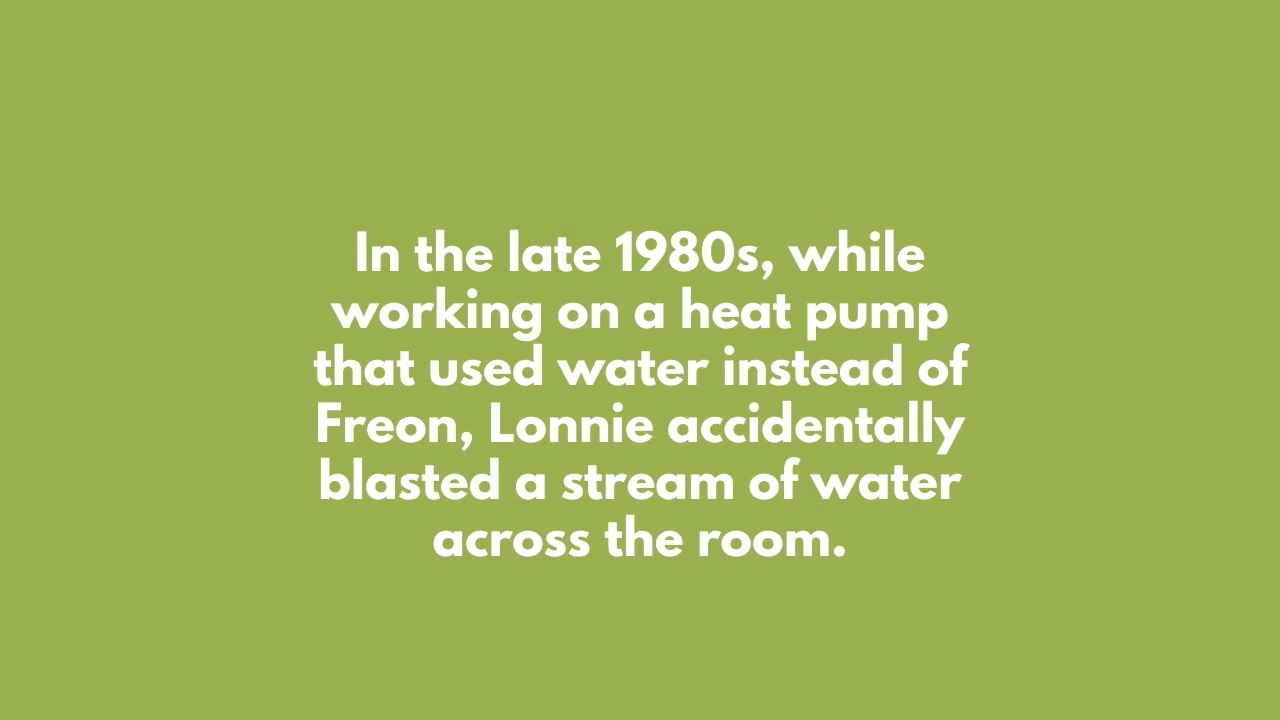 In the late 1980s, while
working on a heat pump
that used water instead of
Freon, Lonnie accidentally
blasted a stream of water
across the room.